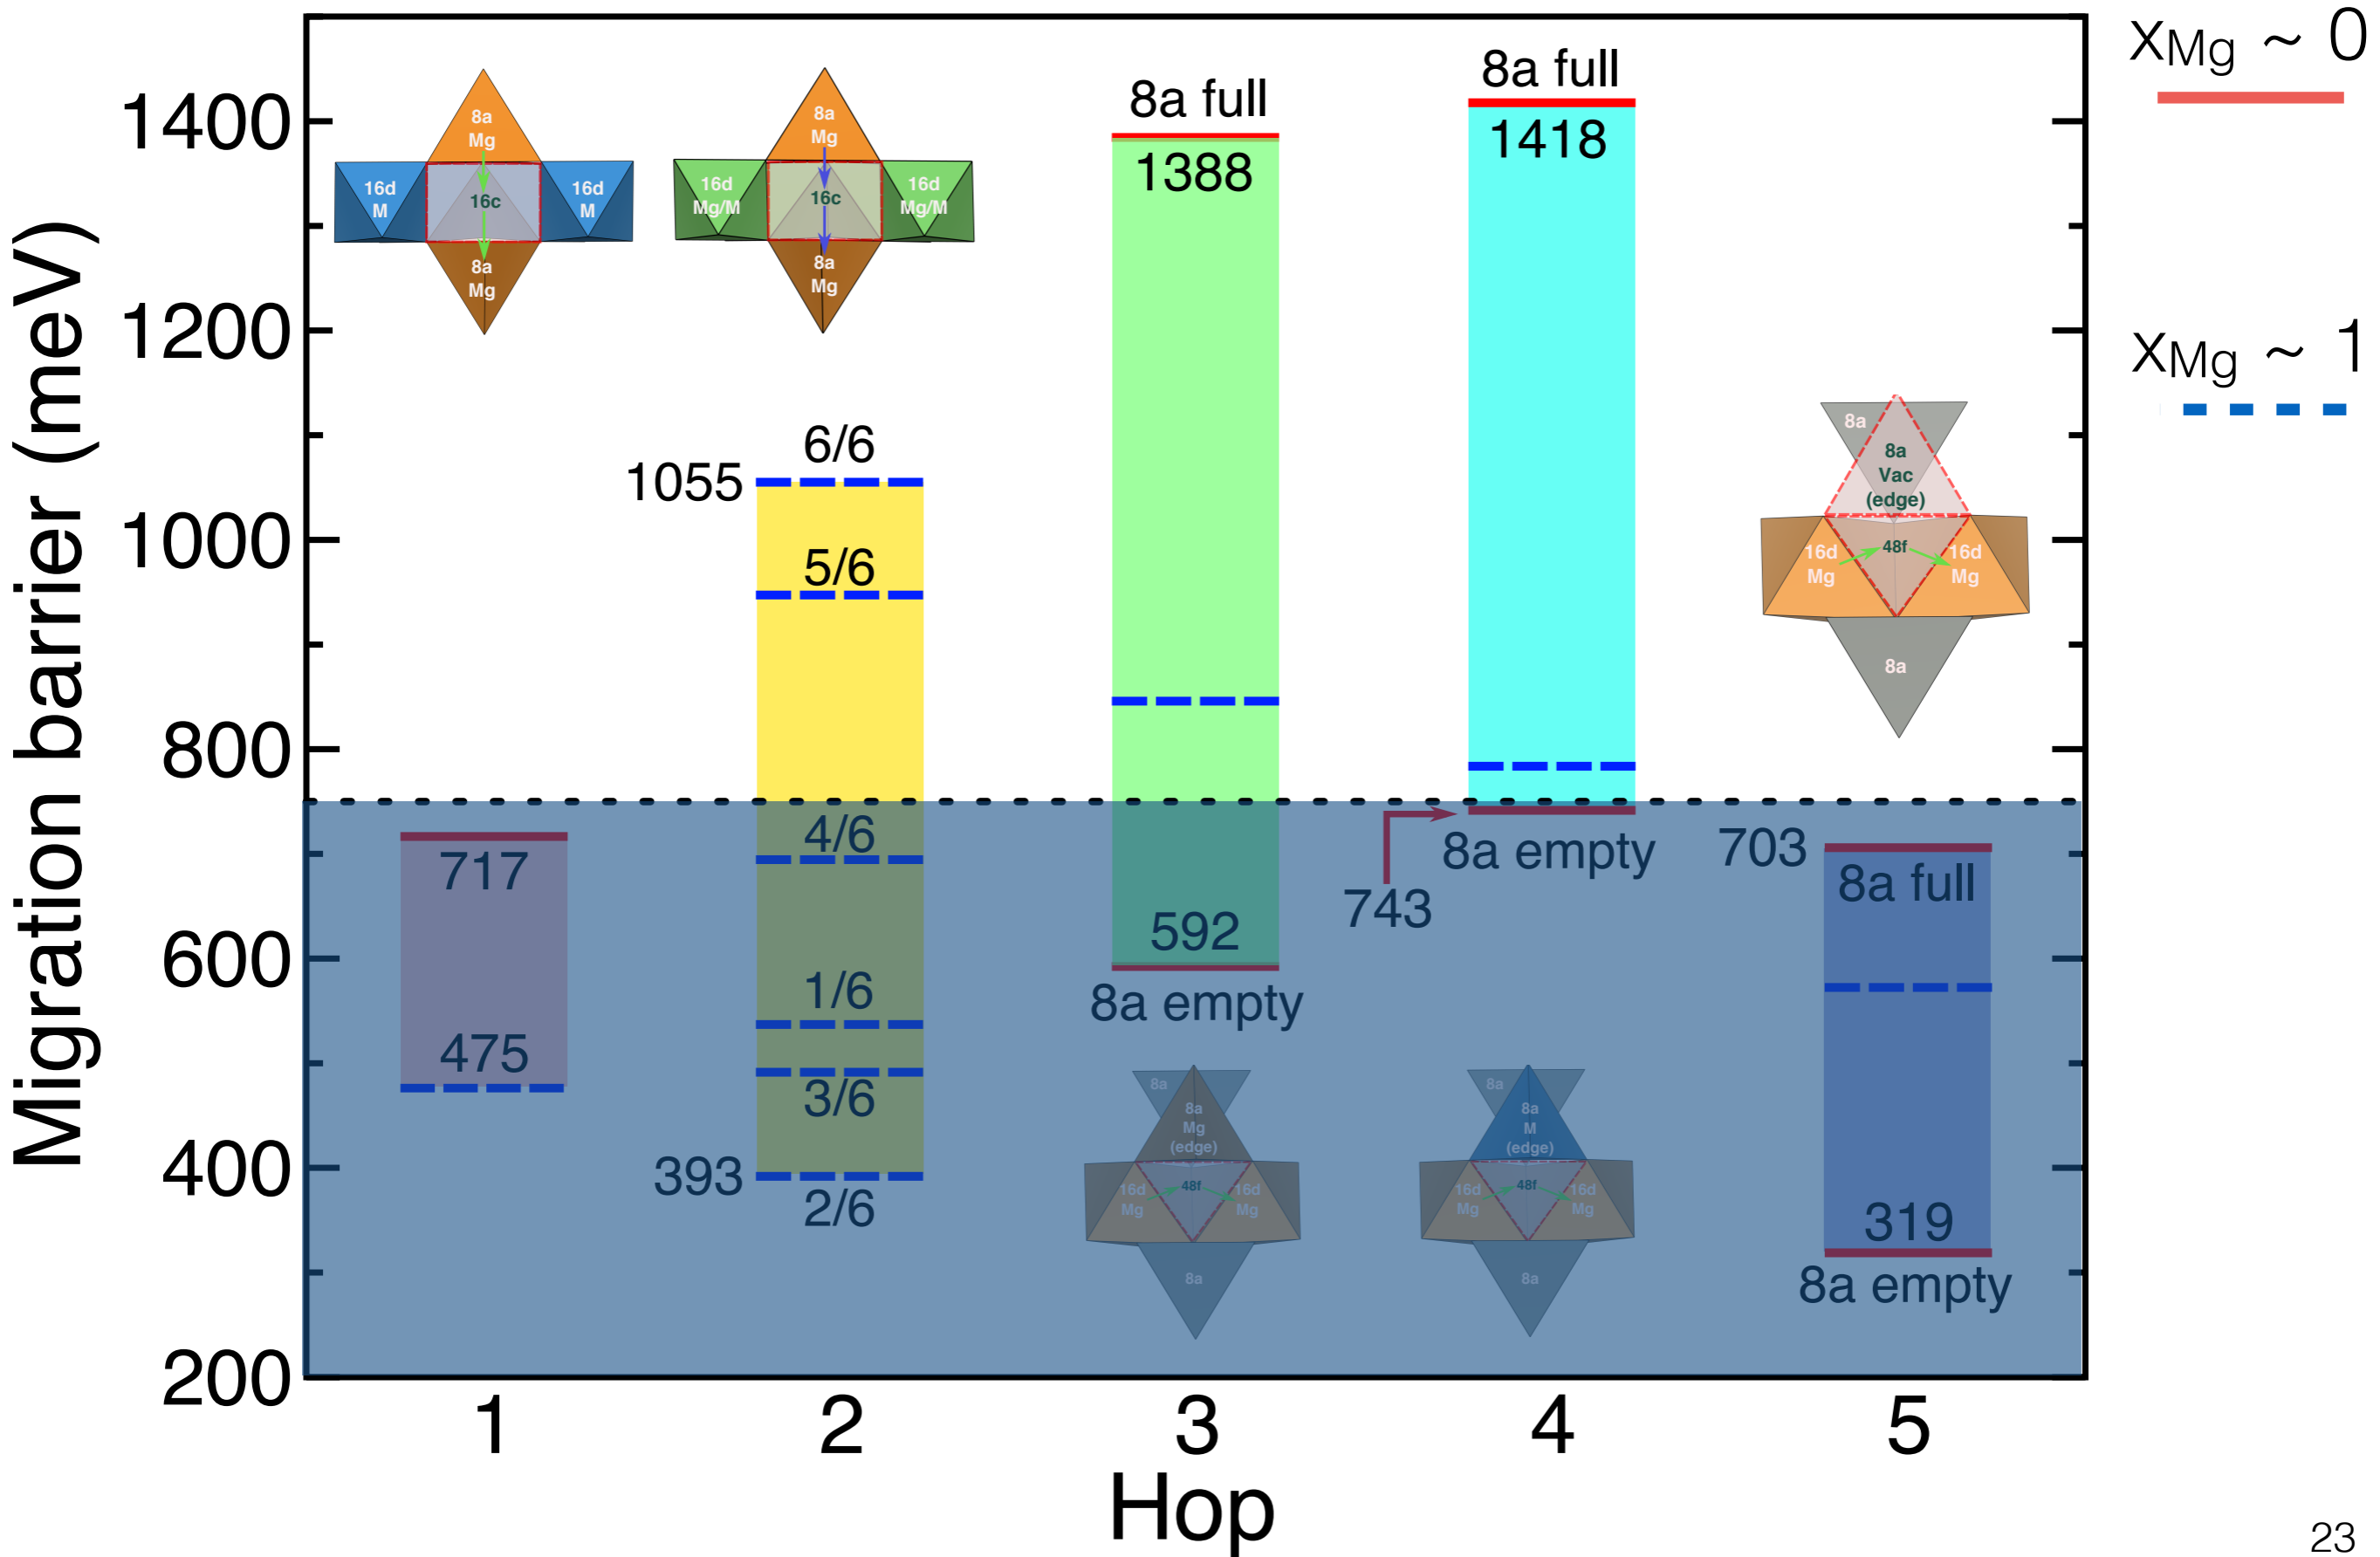 Migration barrier (meV)
1400
1200
1000
800
600
400
200
1
2
3
4
5
Hop
xMg ~ 0
xMg ~ 1
8a
Mg
16d
M
16c
16d
M
8a
Mg
717
475
8a
Mg
16d
Mg/M
16c
16d
Mg/M
8a
Mg
6/6
1055
5/6
4/6
1/6
3/6
393
2/6
8a full
1388
592
8a empty
8a
8a
Mg
(edge)
16d
Mg
48f
16d
Mg
8a
8a full
1418
743
8a empty
8a
8a
M
(edge)
16d
Mg
48f
16d
Mg
8a
8a
8a
Vac
(edge)
16d
Mg
48f
16d
Mg
8a
703
8a full
319
8a empty
23